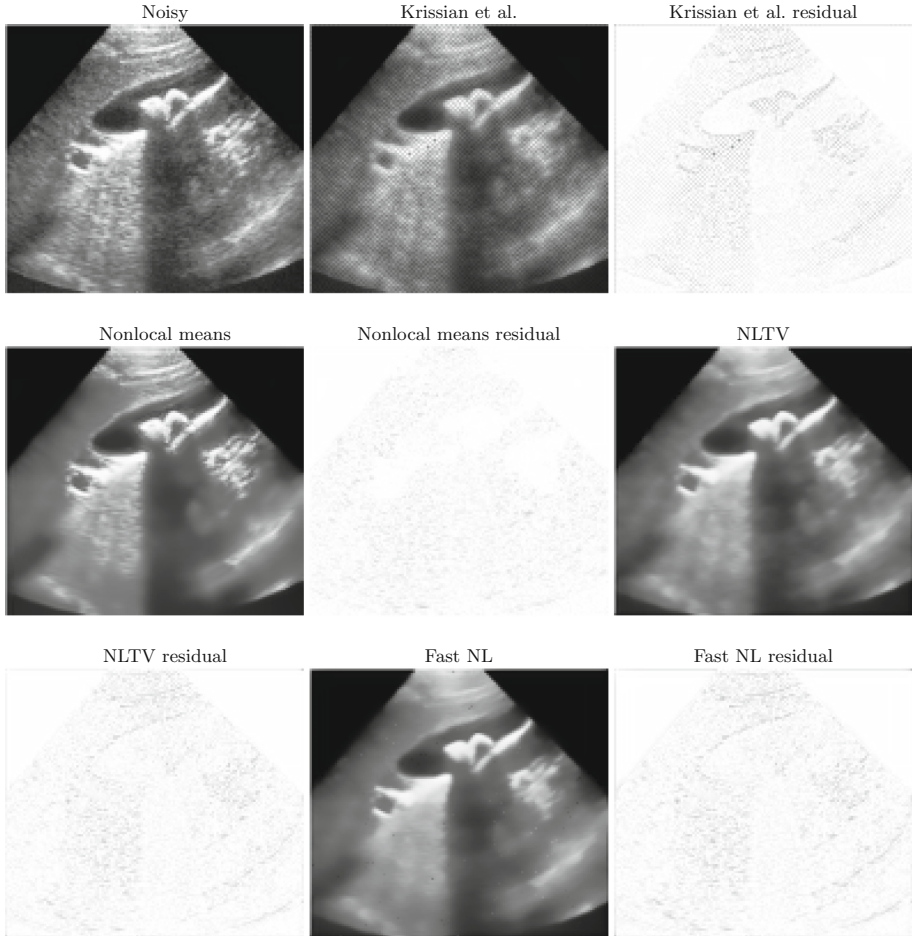 Noisy
Krissian et al.
Krissian et al. residual
Nonlocal means
Nonlocal means residual
NLTV
NLTV residual
Fast NL
Fast NL residual